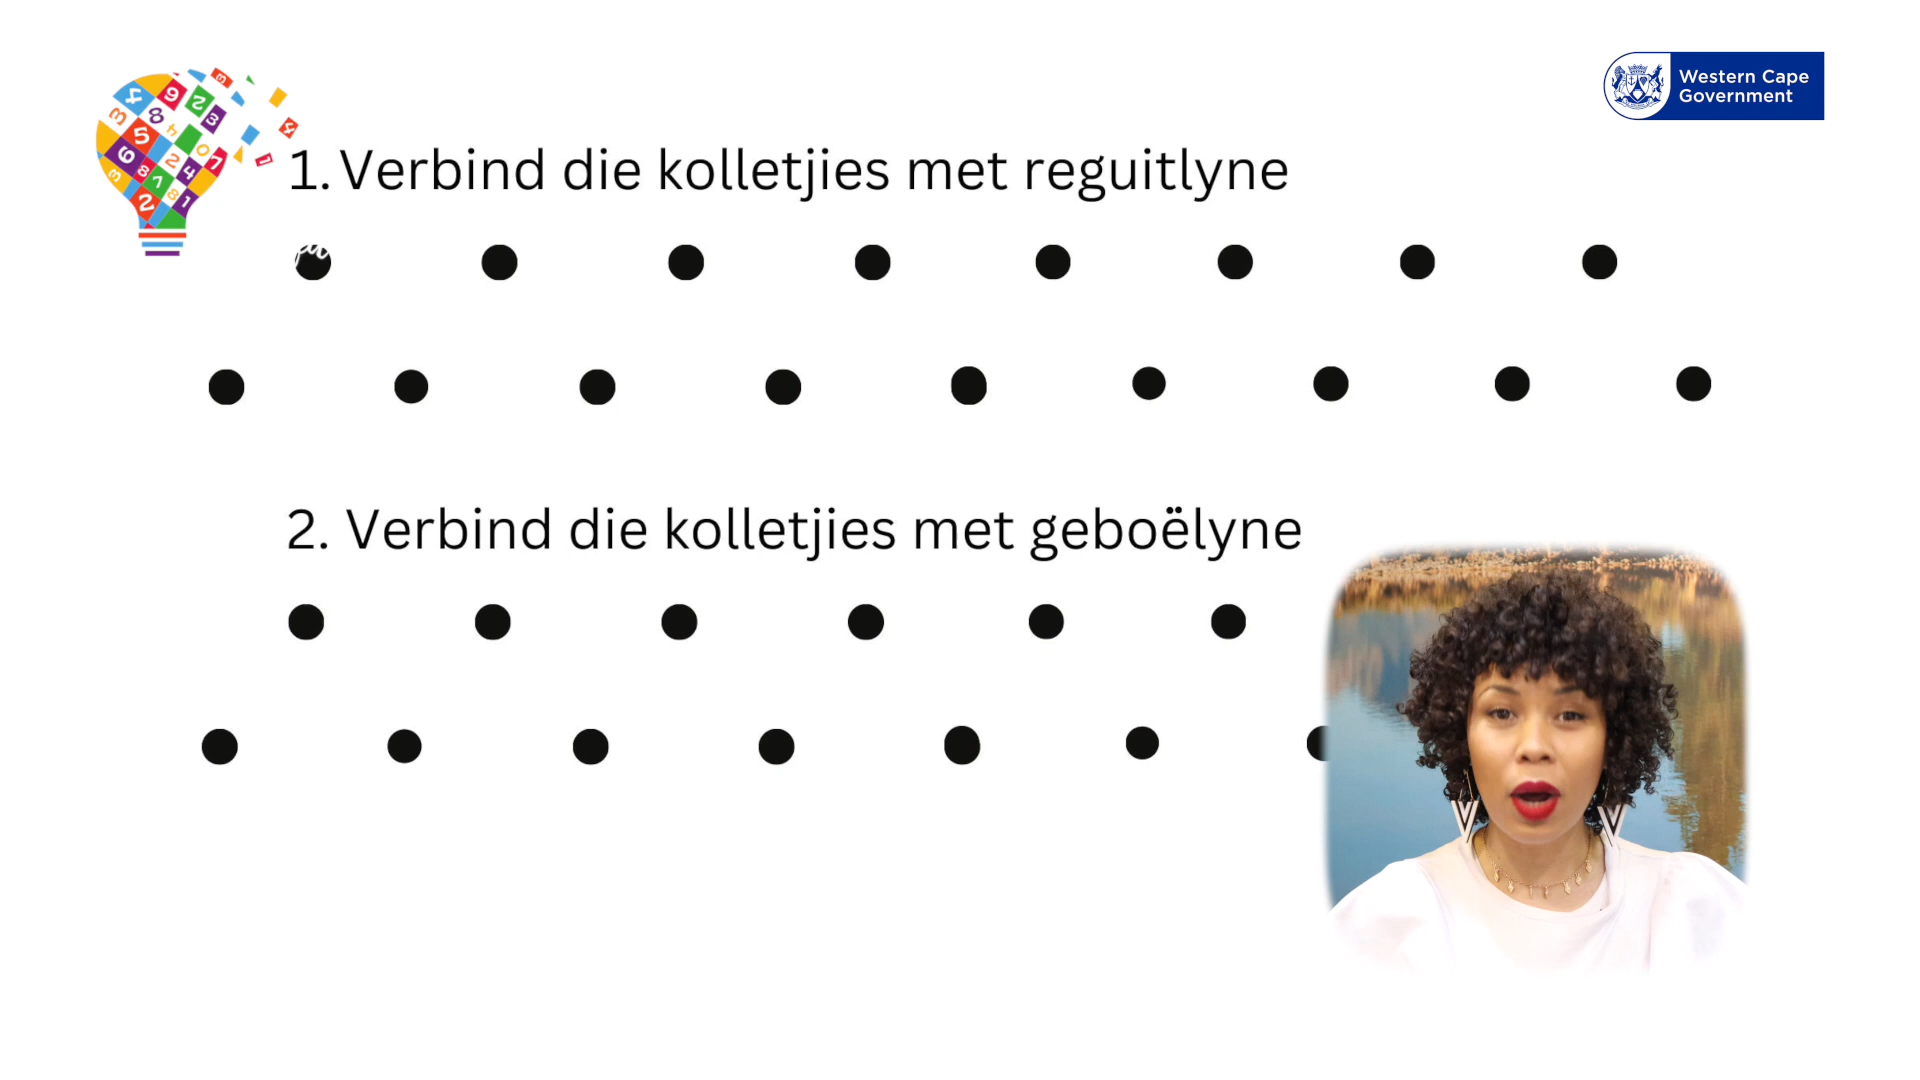 Western Cape
Government
1. Verbind die kolletjies met reguitlyne
2. Verbind die kolletjies met geboëlyne